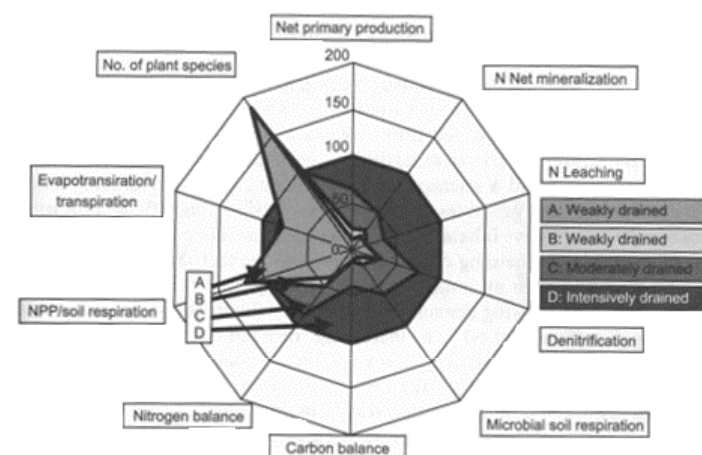 Net primary production
No. of plant species
200
N Net mineralization
150
100
N Leaching
Evapotransiration/
transpiration
50
A: Weakly drained
B: Weakly drained
0
C: Moderately drained
A
B
C
D
D: Intensively drained
NPP/soil respiration
Denitrification
Nitrogen balance
Microbial soil respiration
Carbon balance